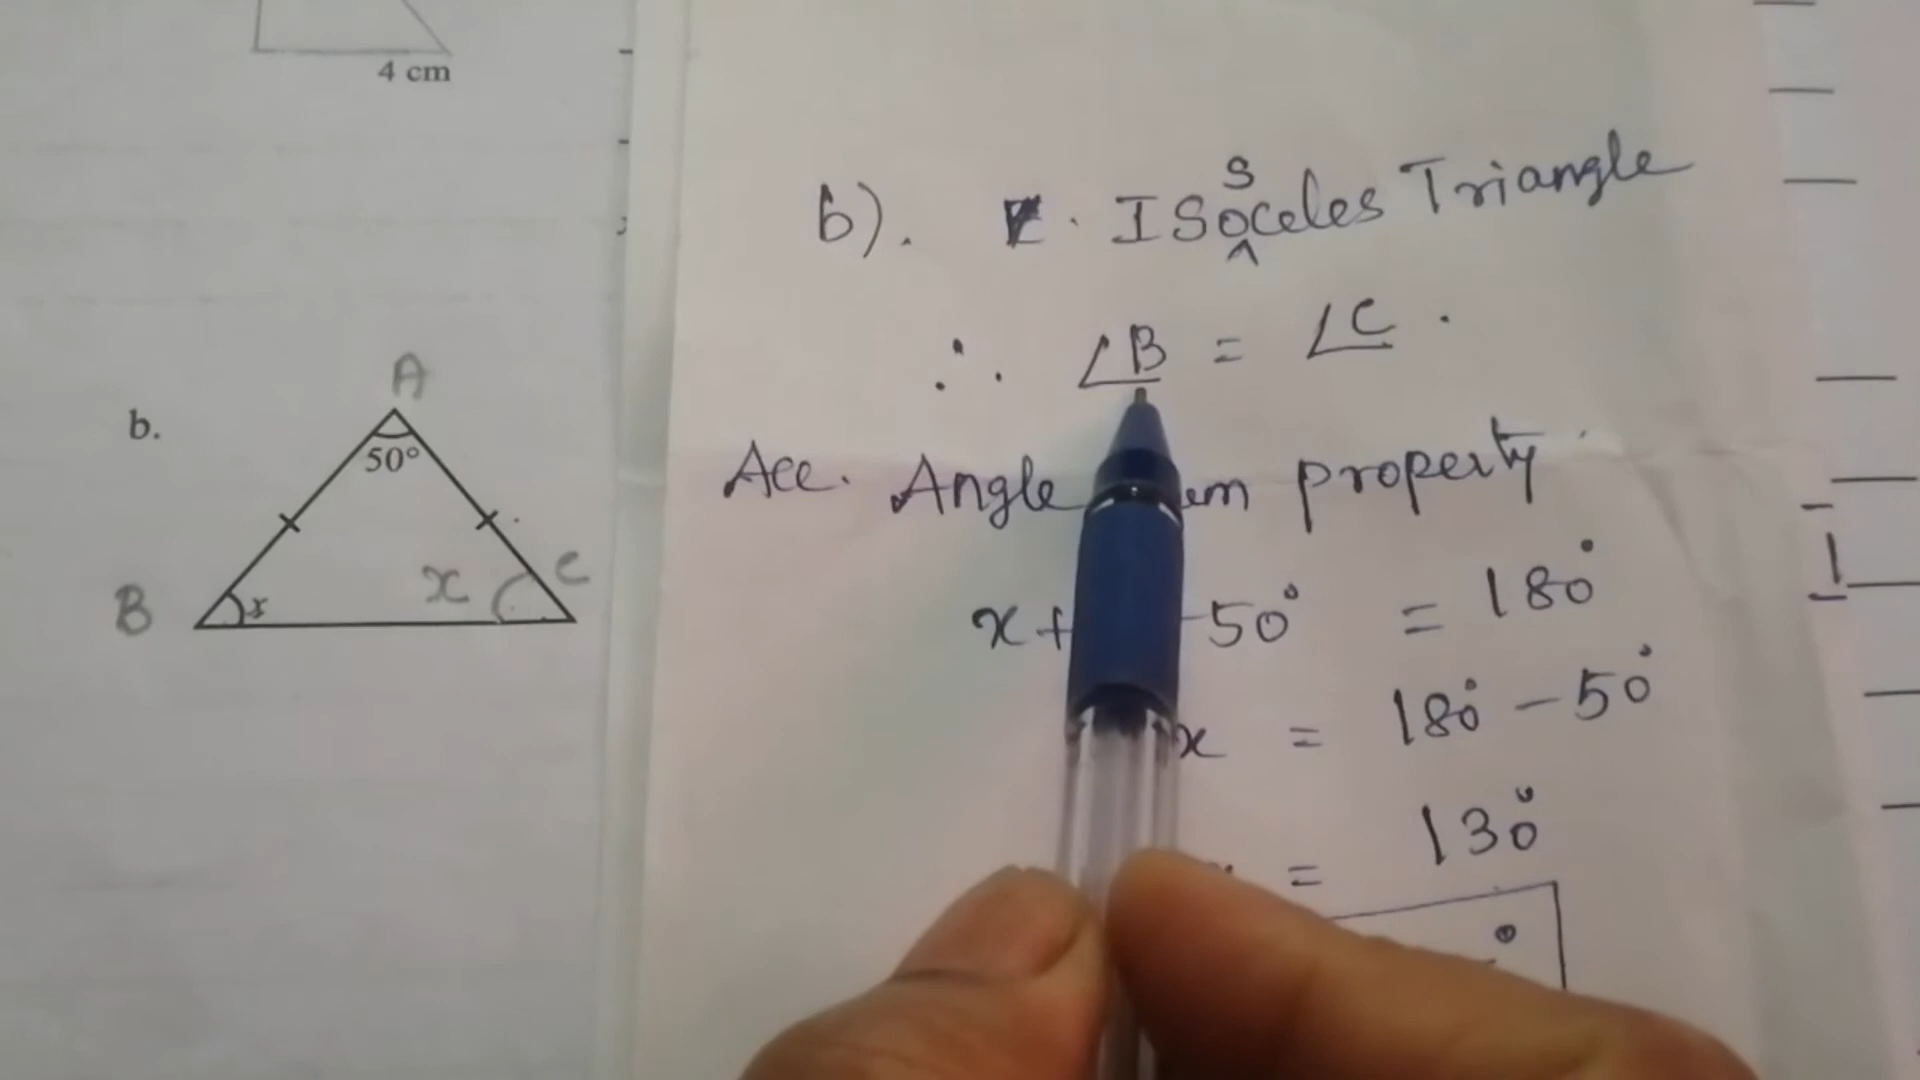 4 cm
b.
A
50°
B
x
x
C
b). ISosceles Triangle
∴ ∠B = ∠C.
Acc. Angle property
x+ 50° = 180°
x = 180° - 50°
= 130°